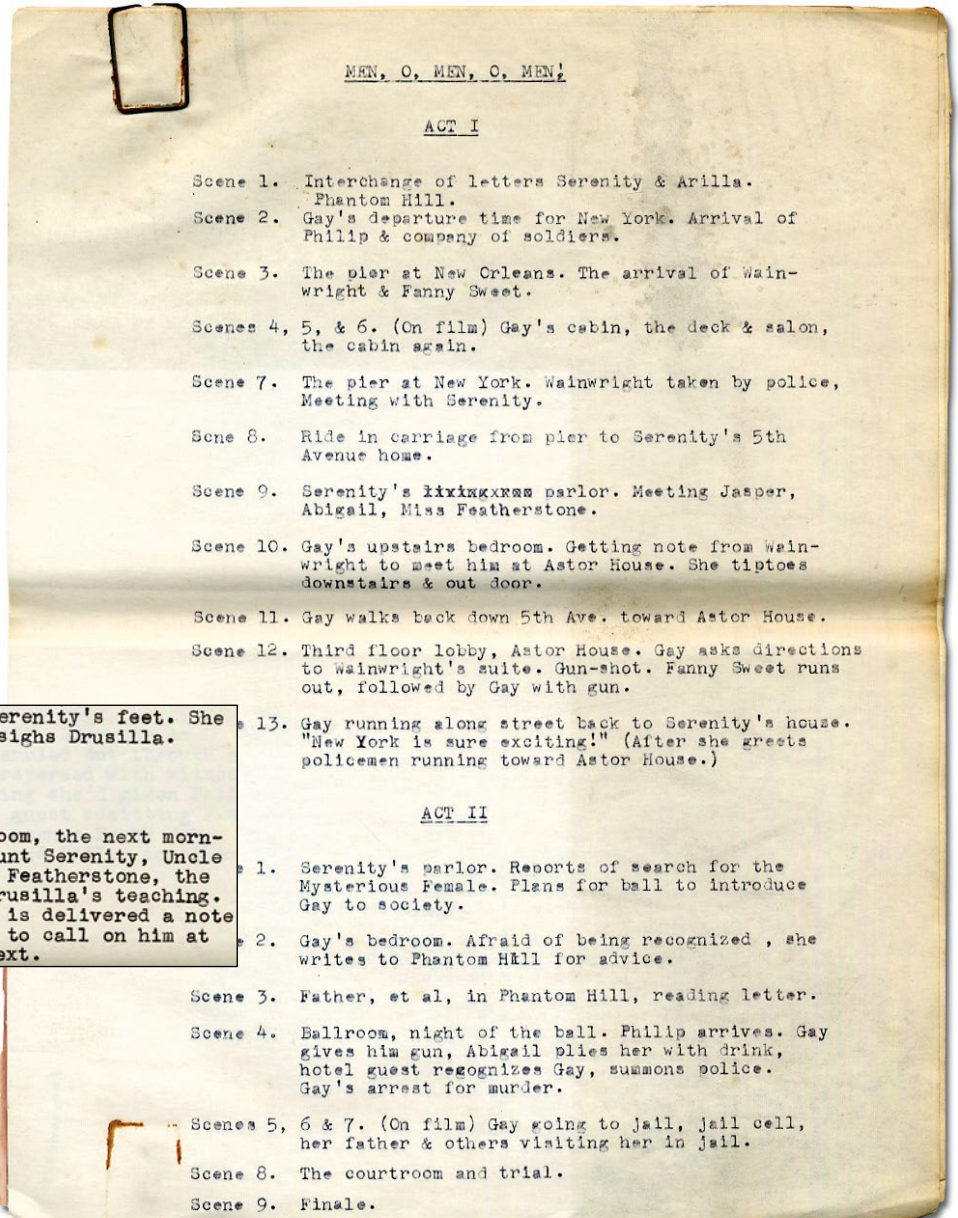 MEN, O, MEN, O, MEN!
ACT I
Scene 1. Interchange of letters Serenity & Arilla.
Phantom Hill.
Scene 2. Gay's departure time for New York. Arrival of
Philip & company of soldiers.
Scene 3. The pier at New Orleans. The arrival of Wain-
wright & Fanny Sweet.
Scenes 4, 5, & 6. (On film) Gay's cabin, the deck & salon,
the cabin again.
Scene 7. The pier at New York. Wainwright taken by police,
Meeting with Serenity.
Scne 8. Ride in carriage from pier to Serenity's 5th
Avenue home.
Scene 9. Serenity's parlor. Meeting Jasper,
Abigail, Miss Featherstone.
Scene 10. Gay's upstairs bedroom. Getting note from Wain-
wright to meet him at Astor House. She tiptoes
downstairs & out door.
Scene 11. Gay walks back down 5th Ave. toward Astor House.
Scene 12. Third floor lobby, Astor House. Gay asks directions
to Wainwright's suite. Gun-shot. Fanny Sweet runs
out, followed by Gay with gun.
e 13. Gay running along street back to Serenity's house.
"New York is sure exciting!" (After she greets
policemen running toward Astor House.)
ACT II
e 1. Serenity's parlor. Reports of search for the
Mysterious Female. Plans for ball to introduce
Gay to society.
e 2. Gay's bedroom. Afraid of being recognized , she
writes to Phantom Hill for advice.
Scene 3. Father, et al, in Phantom Hill, reading letter.
Scene 4. Ballroom, night of the ball. Philip arrives. Gay
gives him gun, Abigail plies her with drink,
hotel guest regognizes Gay, summons police.
Gay's arrest for murder.
Scenes 5, 6 & 7. (On film) Gay going to jail, jail cell,
her father & others visiting her in jail.
Scene 8. The courtroom and trial.
Scene 9. Finale.
erenity's feet. She
sighs Drusilla.
oom, the next morn-
unt Serenity, Uncle
Featherstone, the
rusilla's teaching.
is delivered a note
to call on him at
ext.